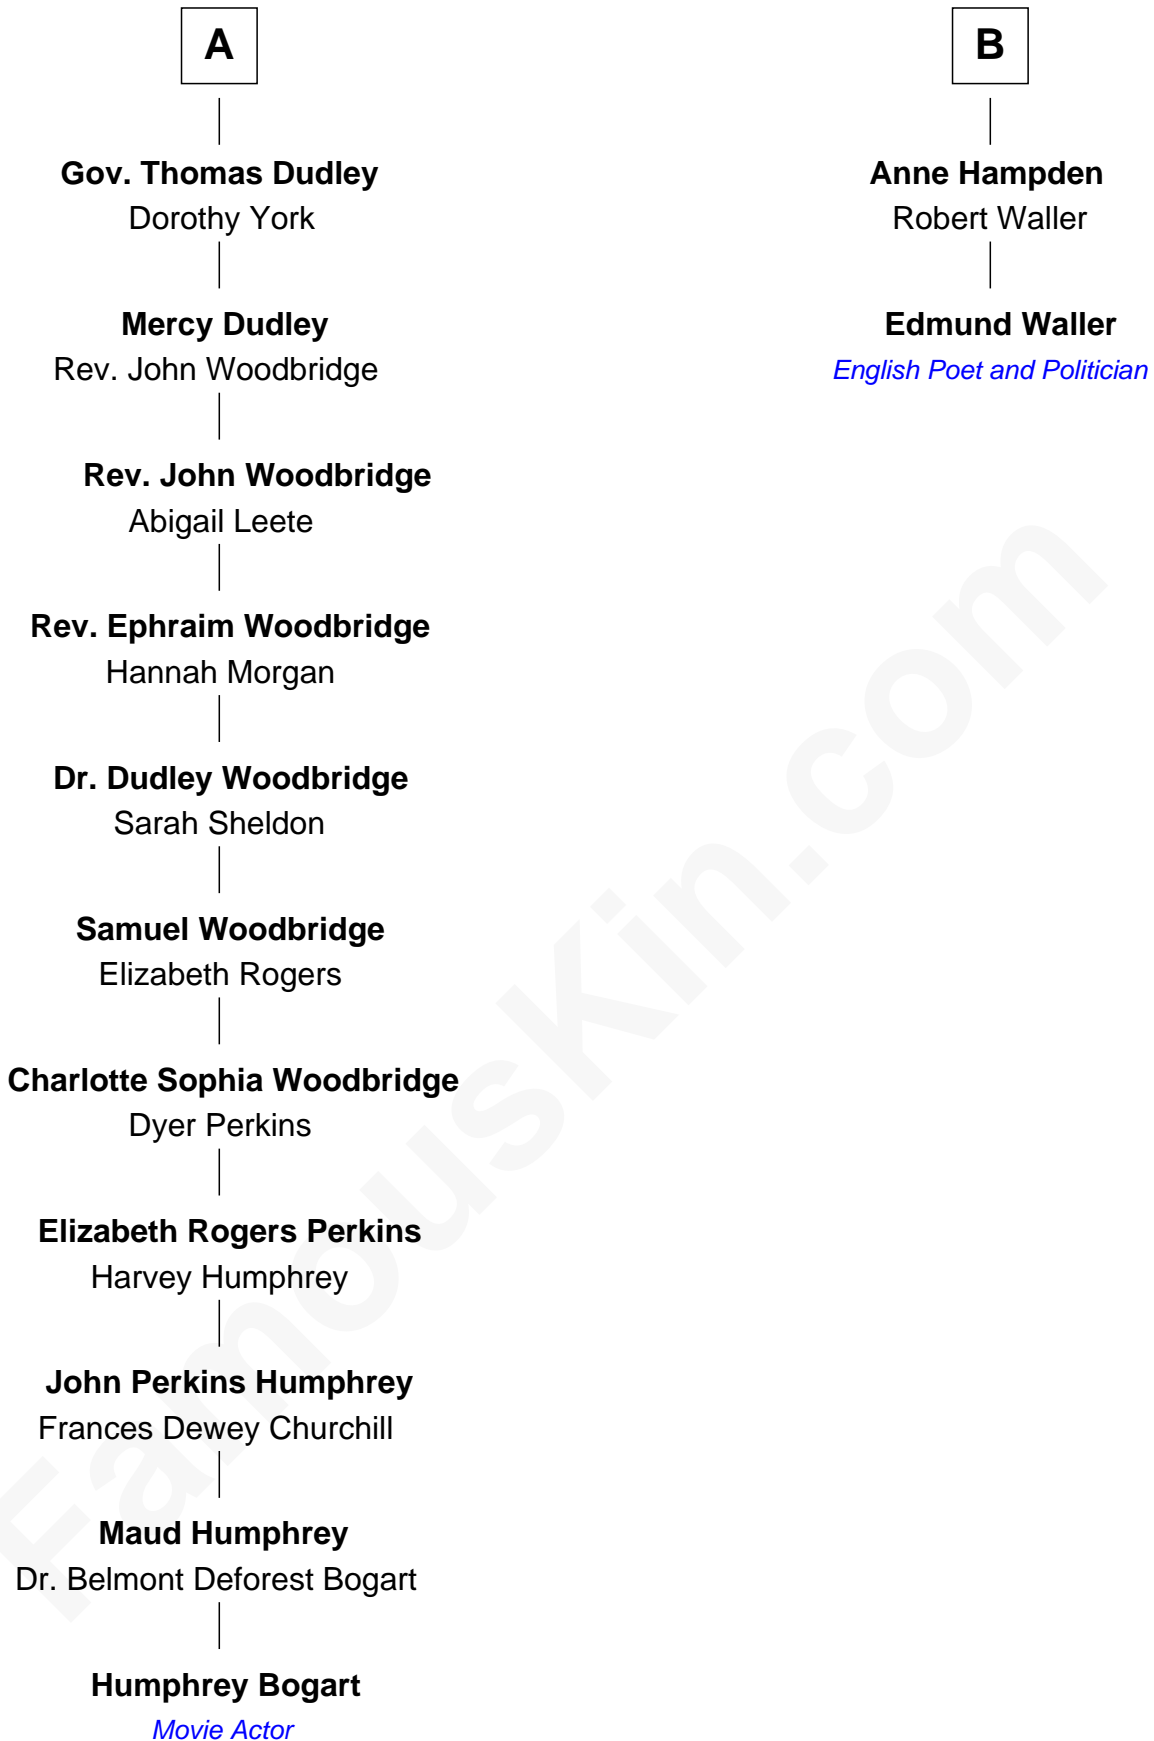 A
Gov. Thomas Dudley
Dorothy York
Mercy Dudley
Rev. John Woodbridge
Rev. John Woodbridge
Abigail Leete
Rev. Ephraim Woodbridge
Hannah Morgan
Dr. Dudley Woodbridge
Sarah Sheldon
Samuel Woodbridge
Elizabeth Rogers
Charlotte Sophia Woodbridge
Dyer Perkins
Elizabeth Rogers Perkins
Harvey Humphrey
John Perkins Humphrey
Frances Dewey Churchill
Maud Humphrey
Dr. Belmont Deforest Bogart
Humphrey Bogart
Movie Actor
B
Anne Hampden
Robert Waller
Edmund Waller
English Poet and Politician
FamousKin.com